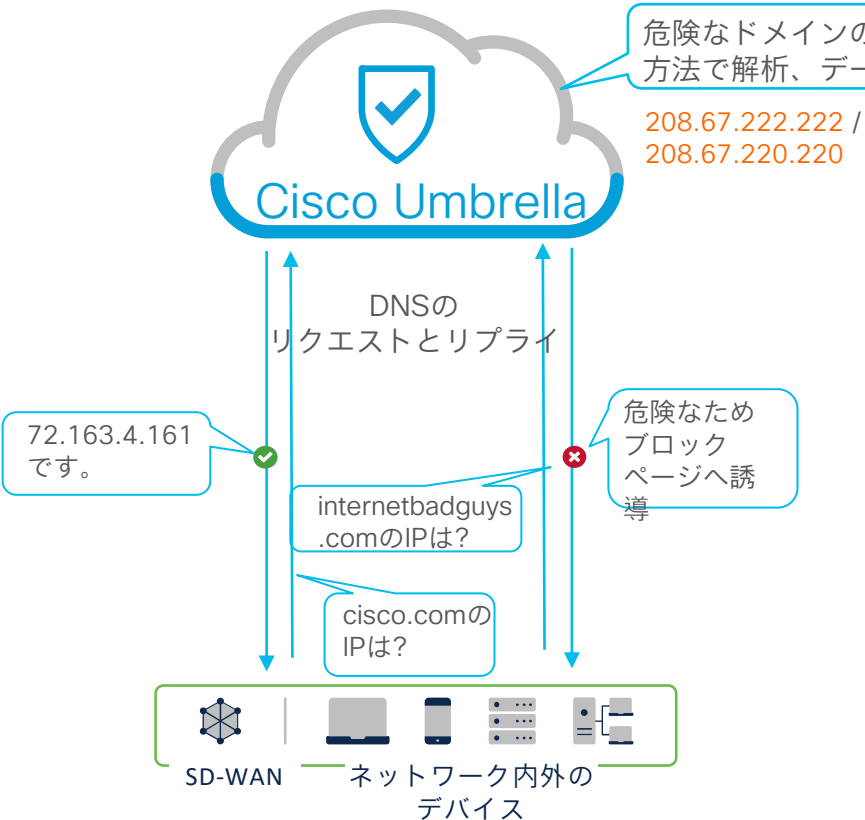 危険なドメインの
方法で解析、デー
208.67.222.222 /
208.67.220.220
Cisco Umbrella
DNSの
リクエストとリプライ
72.163.4.161
です。
危険なため
ブロック
ページへ誘
導
internetbadguys
.comのIPは?
cisco.comの
IPは?
SD-WAN
ネットワーク内外の
デバイス